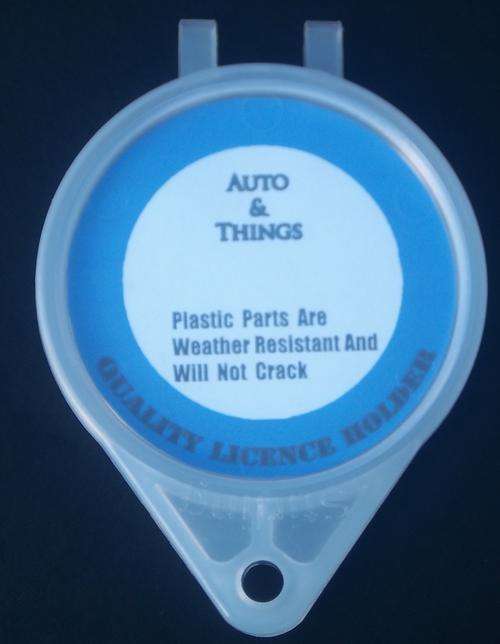 AUTO
&
THINGS
Plastic Parts Are
Weather Resistant And
Will Not Crack
QUALITY LICENCE HOLDER